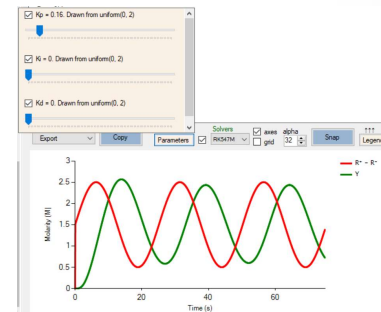 Kp = 0.16. Drawn from uniform(0, 2)
Ki = 0. Drawn from uniform(0, 2)
Kd = 0. Drawn from uniform(0, 2)
Export Copy Parameters Solvers RK547M axes grid alpha 32 Snap Legen
R⁺ − R⁻
Y
3
2.5
2
1.5
1
0.5
0
Molarity (M)
0 20 40 60
Time (s)